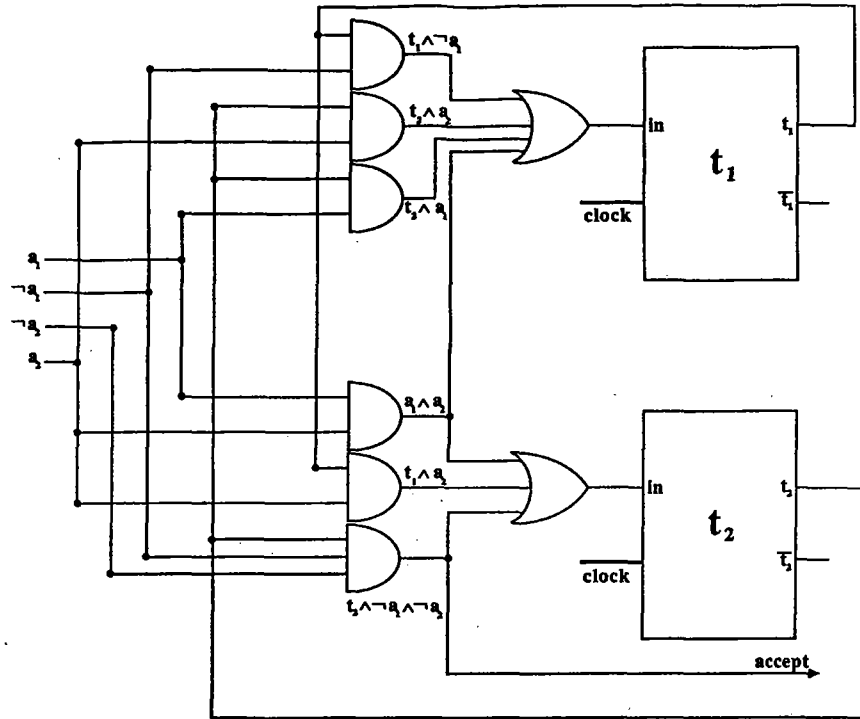 t₁ ∧ ¬ a₁
t₂ ∧ a₂
t₂ ∧ a₁
in
t₁
t₁
t̅₁
clock
a₁
¬ a₁
¬ a₂
a₂
a₁ ∧ a₂
t₁ ∧ a₂
in
t₂
t₂
t̅₂
clock
t₂ ∧ ¬ a₁ ∧ ¬ a₂
accept